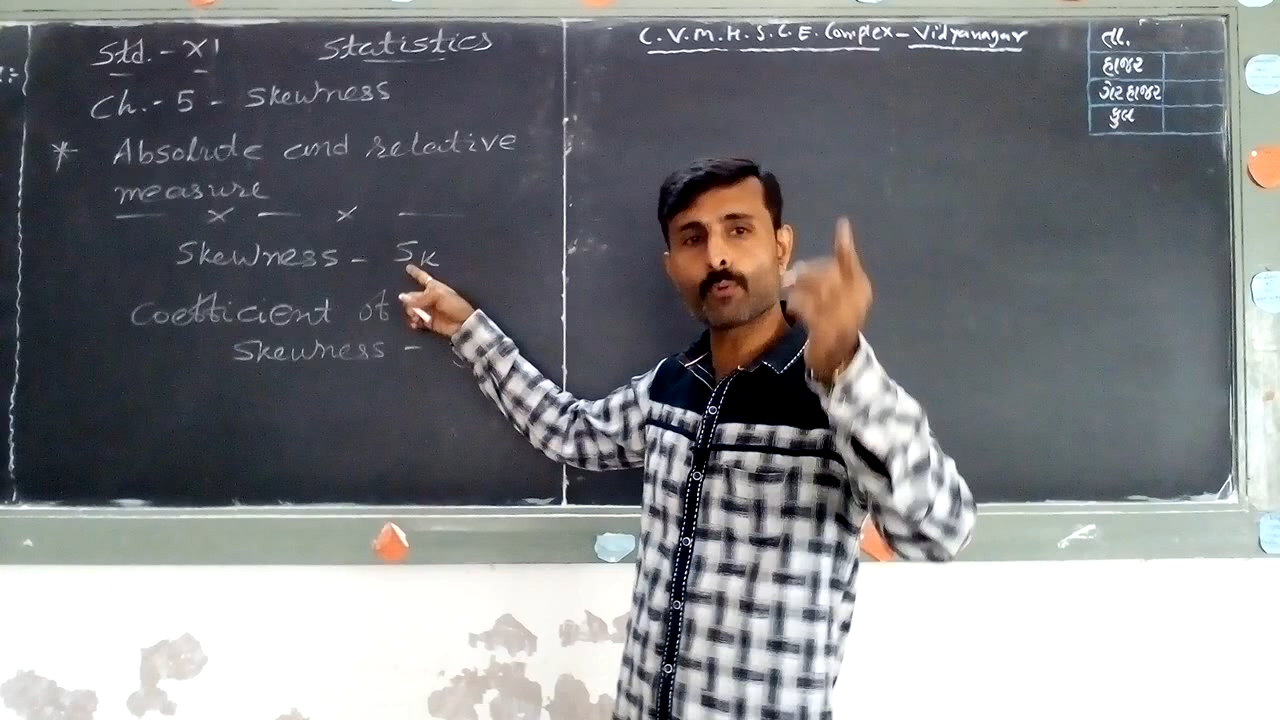 Std. - XI Statistics
Ch. - 5 - Skewness
* Absolute and relative
measure
Skewness - Sk
Coefficient of
Skewness -
C.V.M.H.S.C.E. Complex - Vidyanagar
તા.
હાજર
ગેરહાજર
કુલ